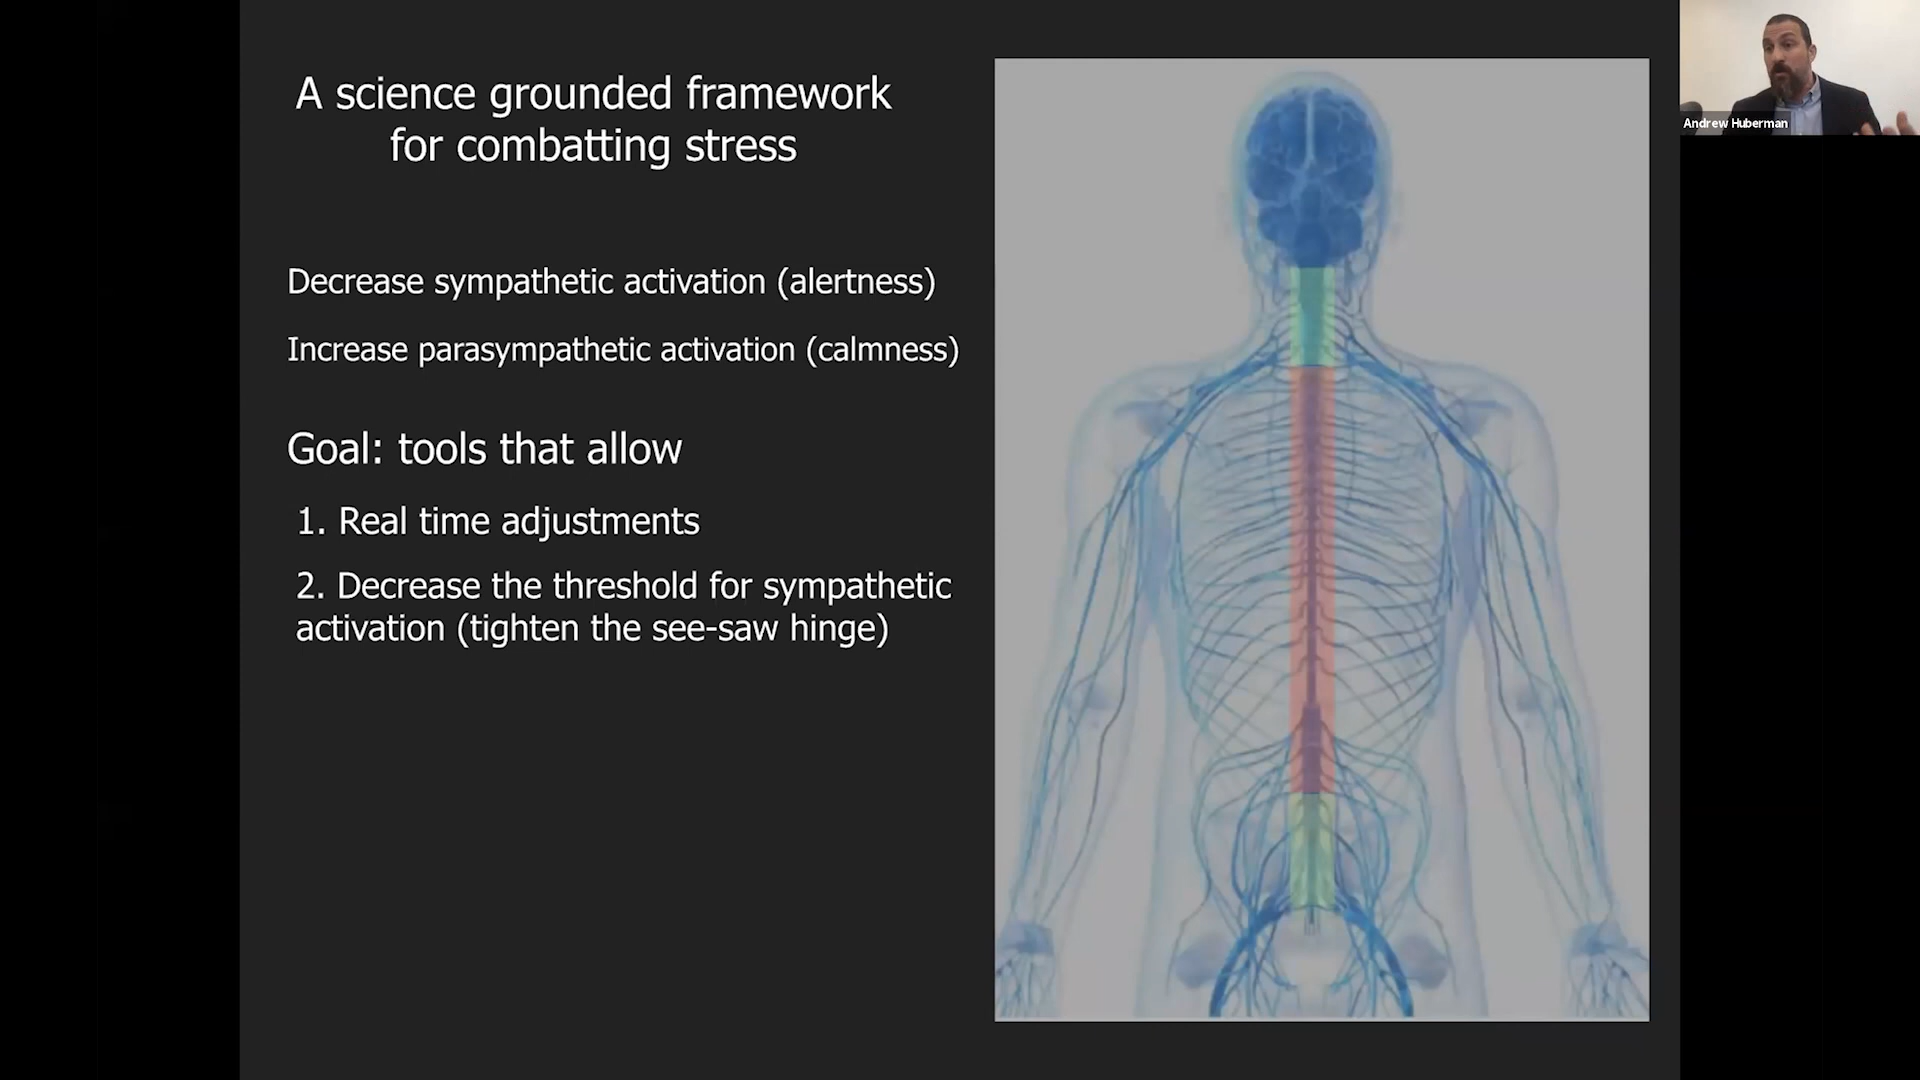 A science grounded framework
for combatting stress
Decrease sympathetic activation (alertness)
Increase parasympathetic activation (calmness)
Goal: tools that allow
1. Real time adjustments
2. Decrease the threshold for sympathetic
activation (tighten the see-saw hinge)
Andrew Huberman